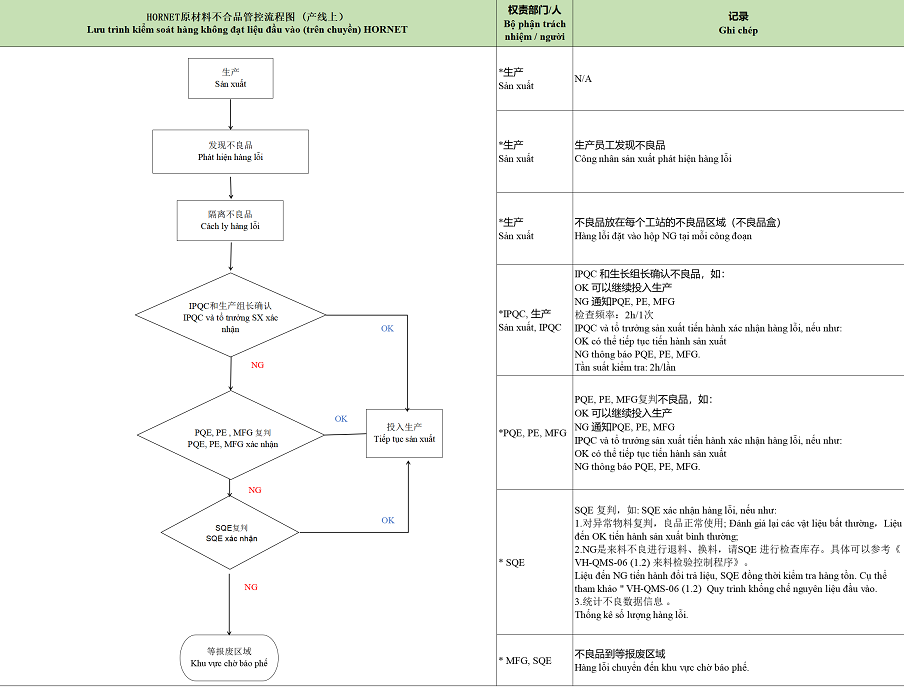 HORNET原材料不合品管控流程图（产线上）
Lưu trình kiểm soát hàng không đạt liệu đầu vào (trên chuyền) HORNET
权责部门/人
Bộ phận trách
nhiệm / người
记录
Ghi chép
生产
Sản xuất
*生产
Sản xuất
N/A
发现不良品
Phát hiện hàng lỗi
*生产
Sản xuất
生产员工发现不良品
Công nhân sản xuất phát hiện hàng lỗi
隔离不良品
Cách ly hàng lỗi
*生产
Sản xuất
不良品放在每个工站的不良品区域（不良品盒）
Hàng lỗi đặt vào hộp NG tại mỗi công đoạn
IPQC和生产组长确认
IPQC và tổ trưởng SX xác
nhận
OK
NG
*IPQC, 生产
Sản xuất, IPQC
IPQC 和生长组长确认不良品，如：
OK 可以继续投入生产
NG 通知PQE, PE, MFG
检查频率：2h/1次
IPQC và tổ trưởng sản xuất tiến hành xác nhận hàng lỗi, nếu như:
OK có thể tiếp tục tiến hành sản xuất
NG thông báo PQE, PE, MFG.
Tần suất kiểm tra: 2h/lần
PQE, PE , MFG 复判
PQE, PE, MFG xác nhận
OK
NG
投入生产
Tiếp tục sản xuất
*PQE, PE, MFG
PQE, PE, MFG复判不良品，如：
OK 可以继续投入生产
NG 通知PQE, PE, MFG
IPQC và tổ trưởng sản xuất tiến hành xác nhận hàng lỗi, nếu như:
OK có thể tiếp tục tiến hành sản xuất
NG thông báo PQE, PE, MFG.
SQE复判
SQE xác nhận
OK
NG
* SQE
SQE 复判，如: SQE xác nhận hàng lỗi, nếu như:
1.对异常物料复判，良品正常使用; Đánh giá lại các vật liệu bất thường，Liệu
đến OK tiến hành sản xuất bình thường;
2.NG是来料不良进行退料、换料，请SQE 进行检查库存。具体可以参考《
VH-QMS-06 (1.2) 来料检验控制程序》。
Liệu đến NG tiến hành đổi trả liệu, SQE đồng thời kiểm tra hàng tồn. Cụ thể
tham khảo " VH-QMS-06 (1.2) Quy trình khống chế nguyên liệu đầu vào.
3.统计不良数据信息 。
Thống kê số lượng hàng lỗi.
等报废区域
Khu vực chờ báo phế
* MFG, SQE
不良品到等报废区域
Hàng lỗi chuyển đến khu vực chờ báo phế.